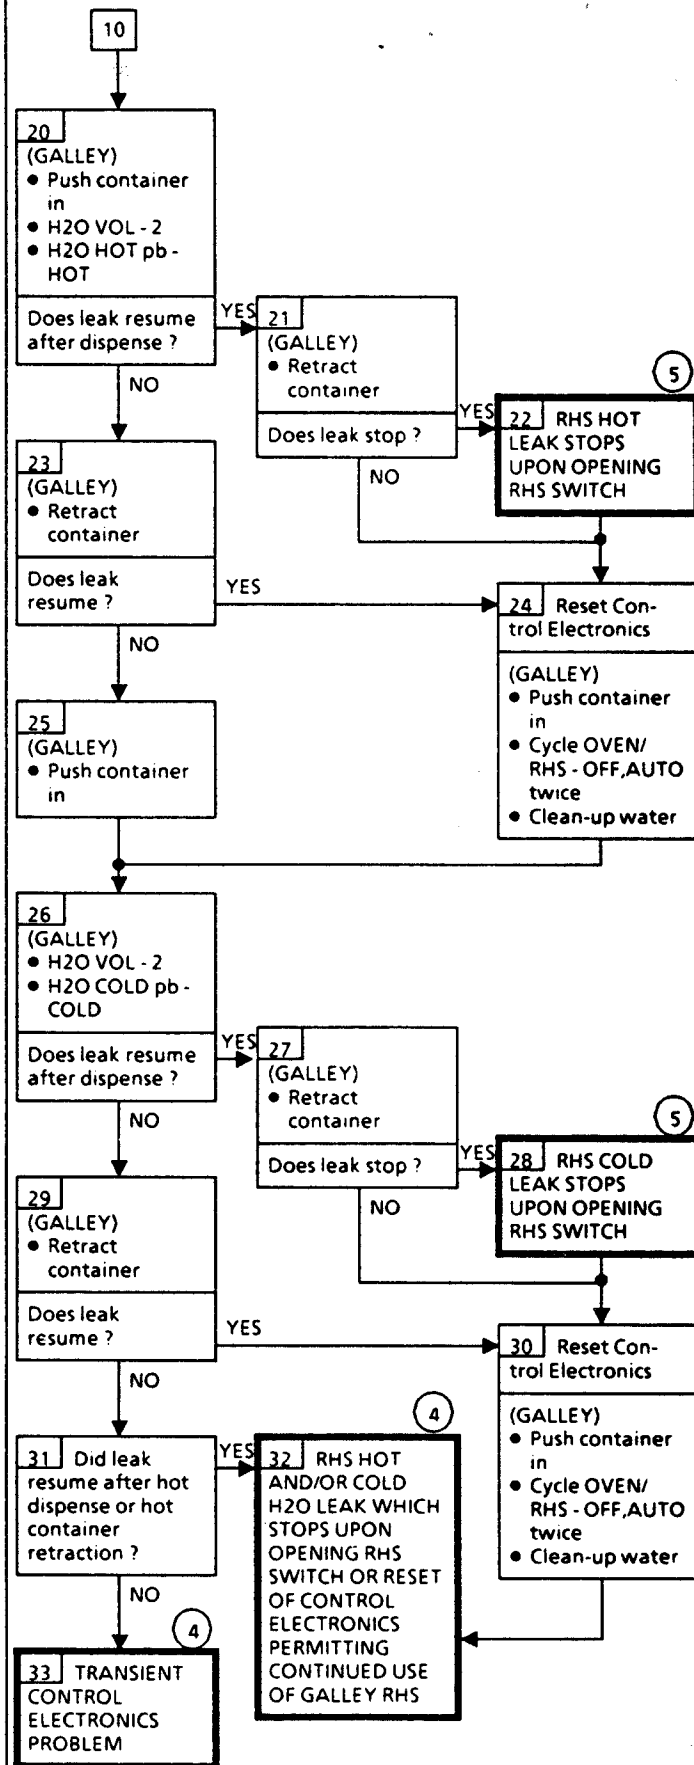 10
20
(GALLEY)
• Push container
in
• H2O VOL - 2
• H2O HOT pb -
HOT
Does leak resume
after dispense ?
YES
NO
21
(GALLEY)
• Retract
container
Does leak stop ?
YES
NO
5
22 RHS HOT
LEAK STOPS
UPON OPENING
RHS SWITCH
23
(GALLEY)
• Retract
container
Does leak
resume ?
YES
NO
24 Reset Con-
trol Electronics
(GALLEY)
• Push container
in
• Cycle OVEN/
RHS - OFF,AUTO
twice
• Clean-up water
25
(GALLEY)
• Push container
in
26
(GALLEY)
• H2O VOL - 2
• H2O COLD pb -
COLD
Does leak resume
after dispense ?
YES
NO
27
(GALLEY)
• Retract
container
Does leak stop ?
YES
NO
5
28 RHS COLD
LEAK STOPS
UPON OPENING
RHS SWITCH
29
(GALLEY)
• Retract
container
Does leak
resume ?
YES
NO
30 Reset Con-
trol Electronics
(GALLEY)
• Push container
in
• Cycle OVEN/
RHS - OFF,AUTO
twice
• Clean-up water
31 Did leak
resume after hot
dispense or hot
container
retraction ?
YES
NO
4
32 RHS HOT
AND/OR COLD
H2O LEAK WHICH
STOPS UPON
OPENING RHS
SWITCH OR RESET
OF CONTROL
ELECTRONICS
PERMITTING
CONTINUED USE
OF GALLEY RHS
4
33 TRANSIENT
CONTROL
ELECTRONICS
PROBLEM